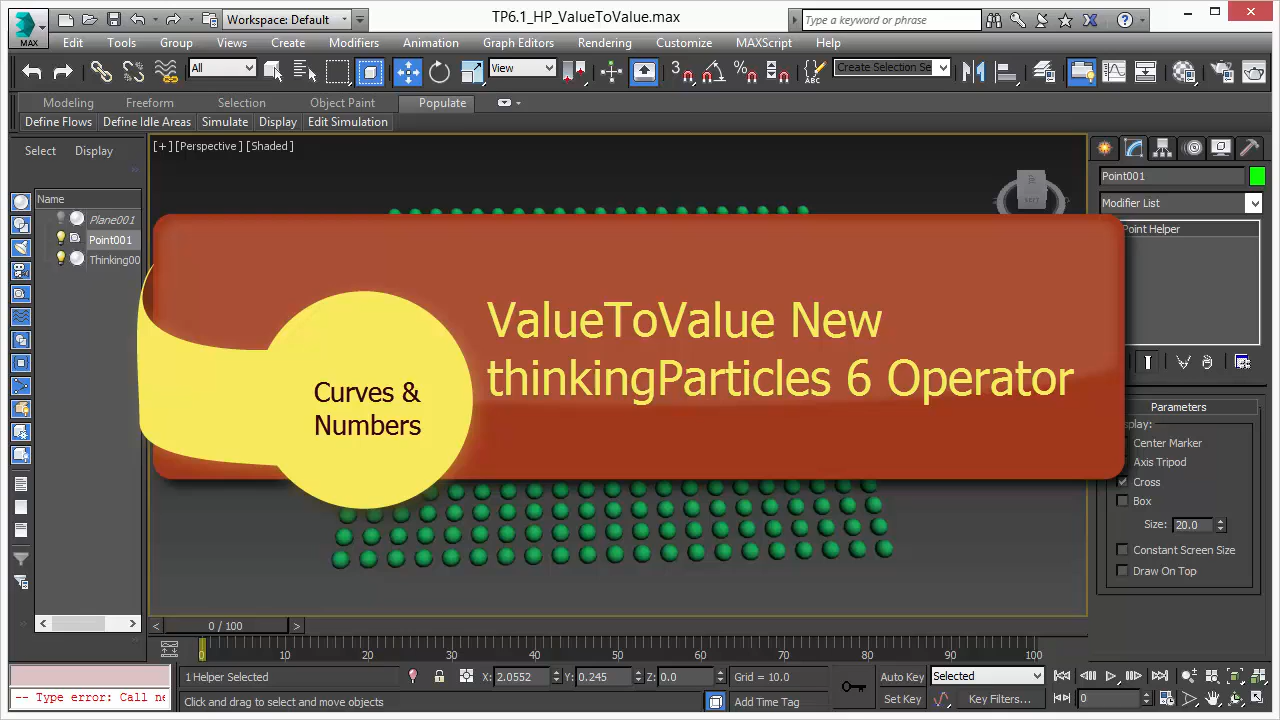 Workspace: Default
TP6.1_HP_ValueToValue.max
Type a keyword or phrase
MAX
Edit Tools Group Views Create Modifiers Animation Graph Editors Rendering Customize MAXScript Help
All
View
3
Create Selection Se
Modeling Freeform Selection Object Paint Populate
Define Flows Define Idle Areas Simulate Display Edit Simulation
Select Display
[+] [Perspective] [Shaded]
Name
Plane001
Point001
Thinking00
Point001
Modifier List
Point Helper
ValueToValue New
thinkingParticles 6 Operator
Curves &
Numbers
Parameters
splay:
Center Marker
Axis Tripod
Cross
Box
Size: 20.0
Constant Screen Size
Draw On Top
0 / 100
0 10 20 30 40 50 60 70 80 90 100
1 Helper Selected
X: 2.0552 Y: 0.245 Z: 0.0
Grid = 10.0
Auto Key Selected
-- Type error: Call ne
Click and drag to select and move objects
Add Time Tag
Set Key Key Filters...
0